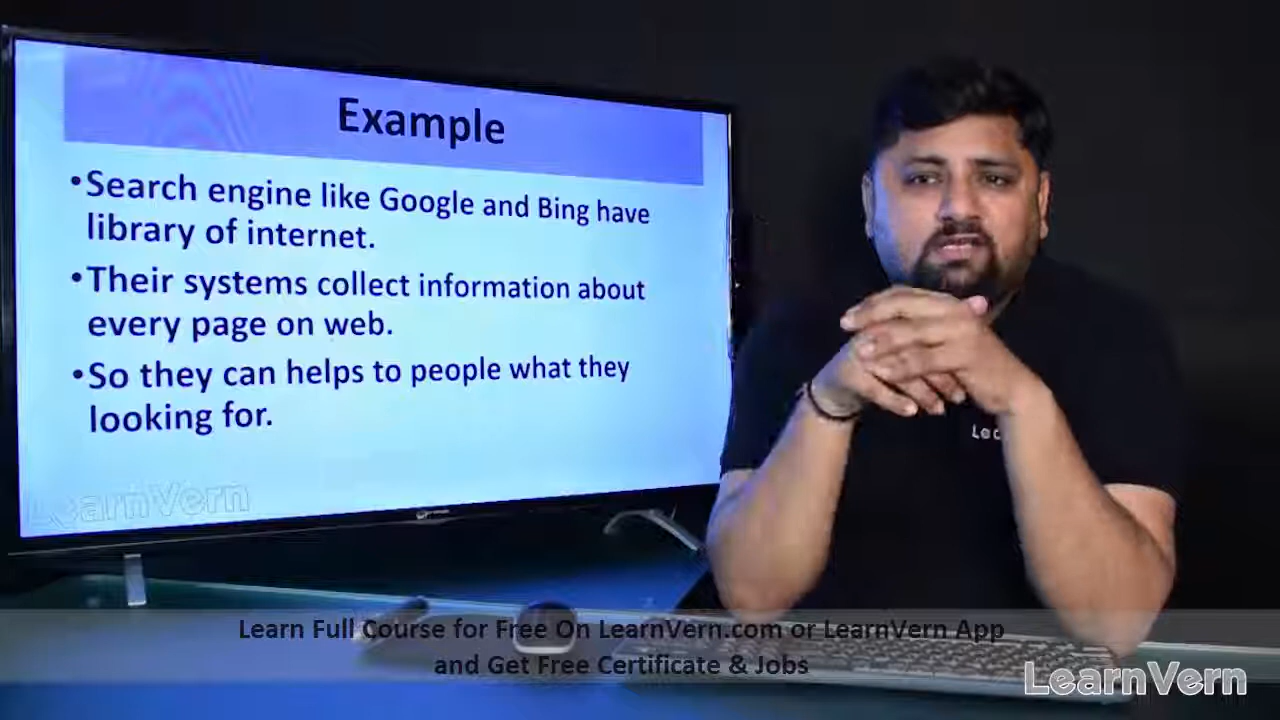 Example
•Search engine like Google and Bing have
library of internet.
•Their systems collect information about
every page on web.
•So they can helps to people what they
looking for.
LearnVern
Learn Full Course for Free On LearnVern.com or LearnVern App
and Get Free Certificate & Jobs
LearnVern